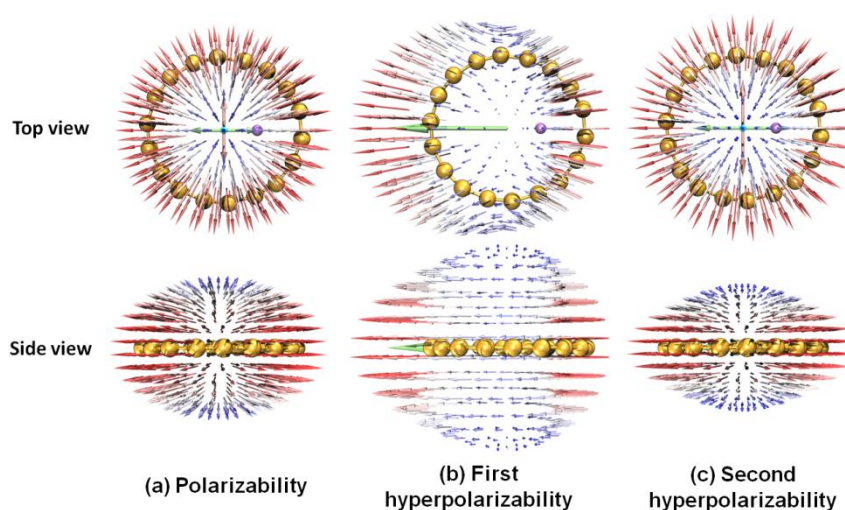 Top view
Side view
(a) Polarizability
(b) First
hyperpolarizability
(c) Second
hyperpolarizability